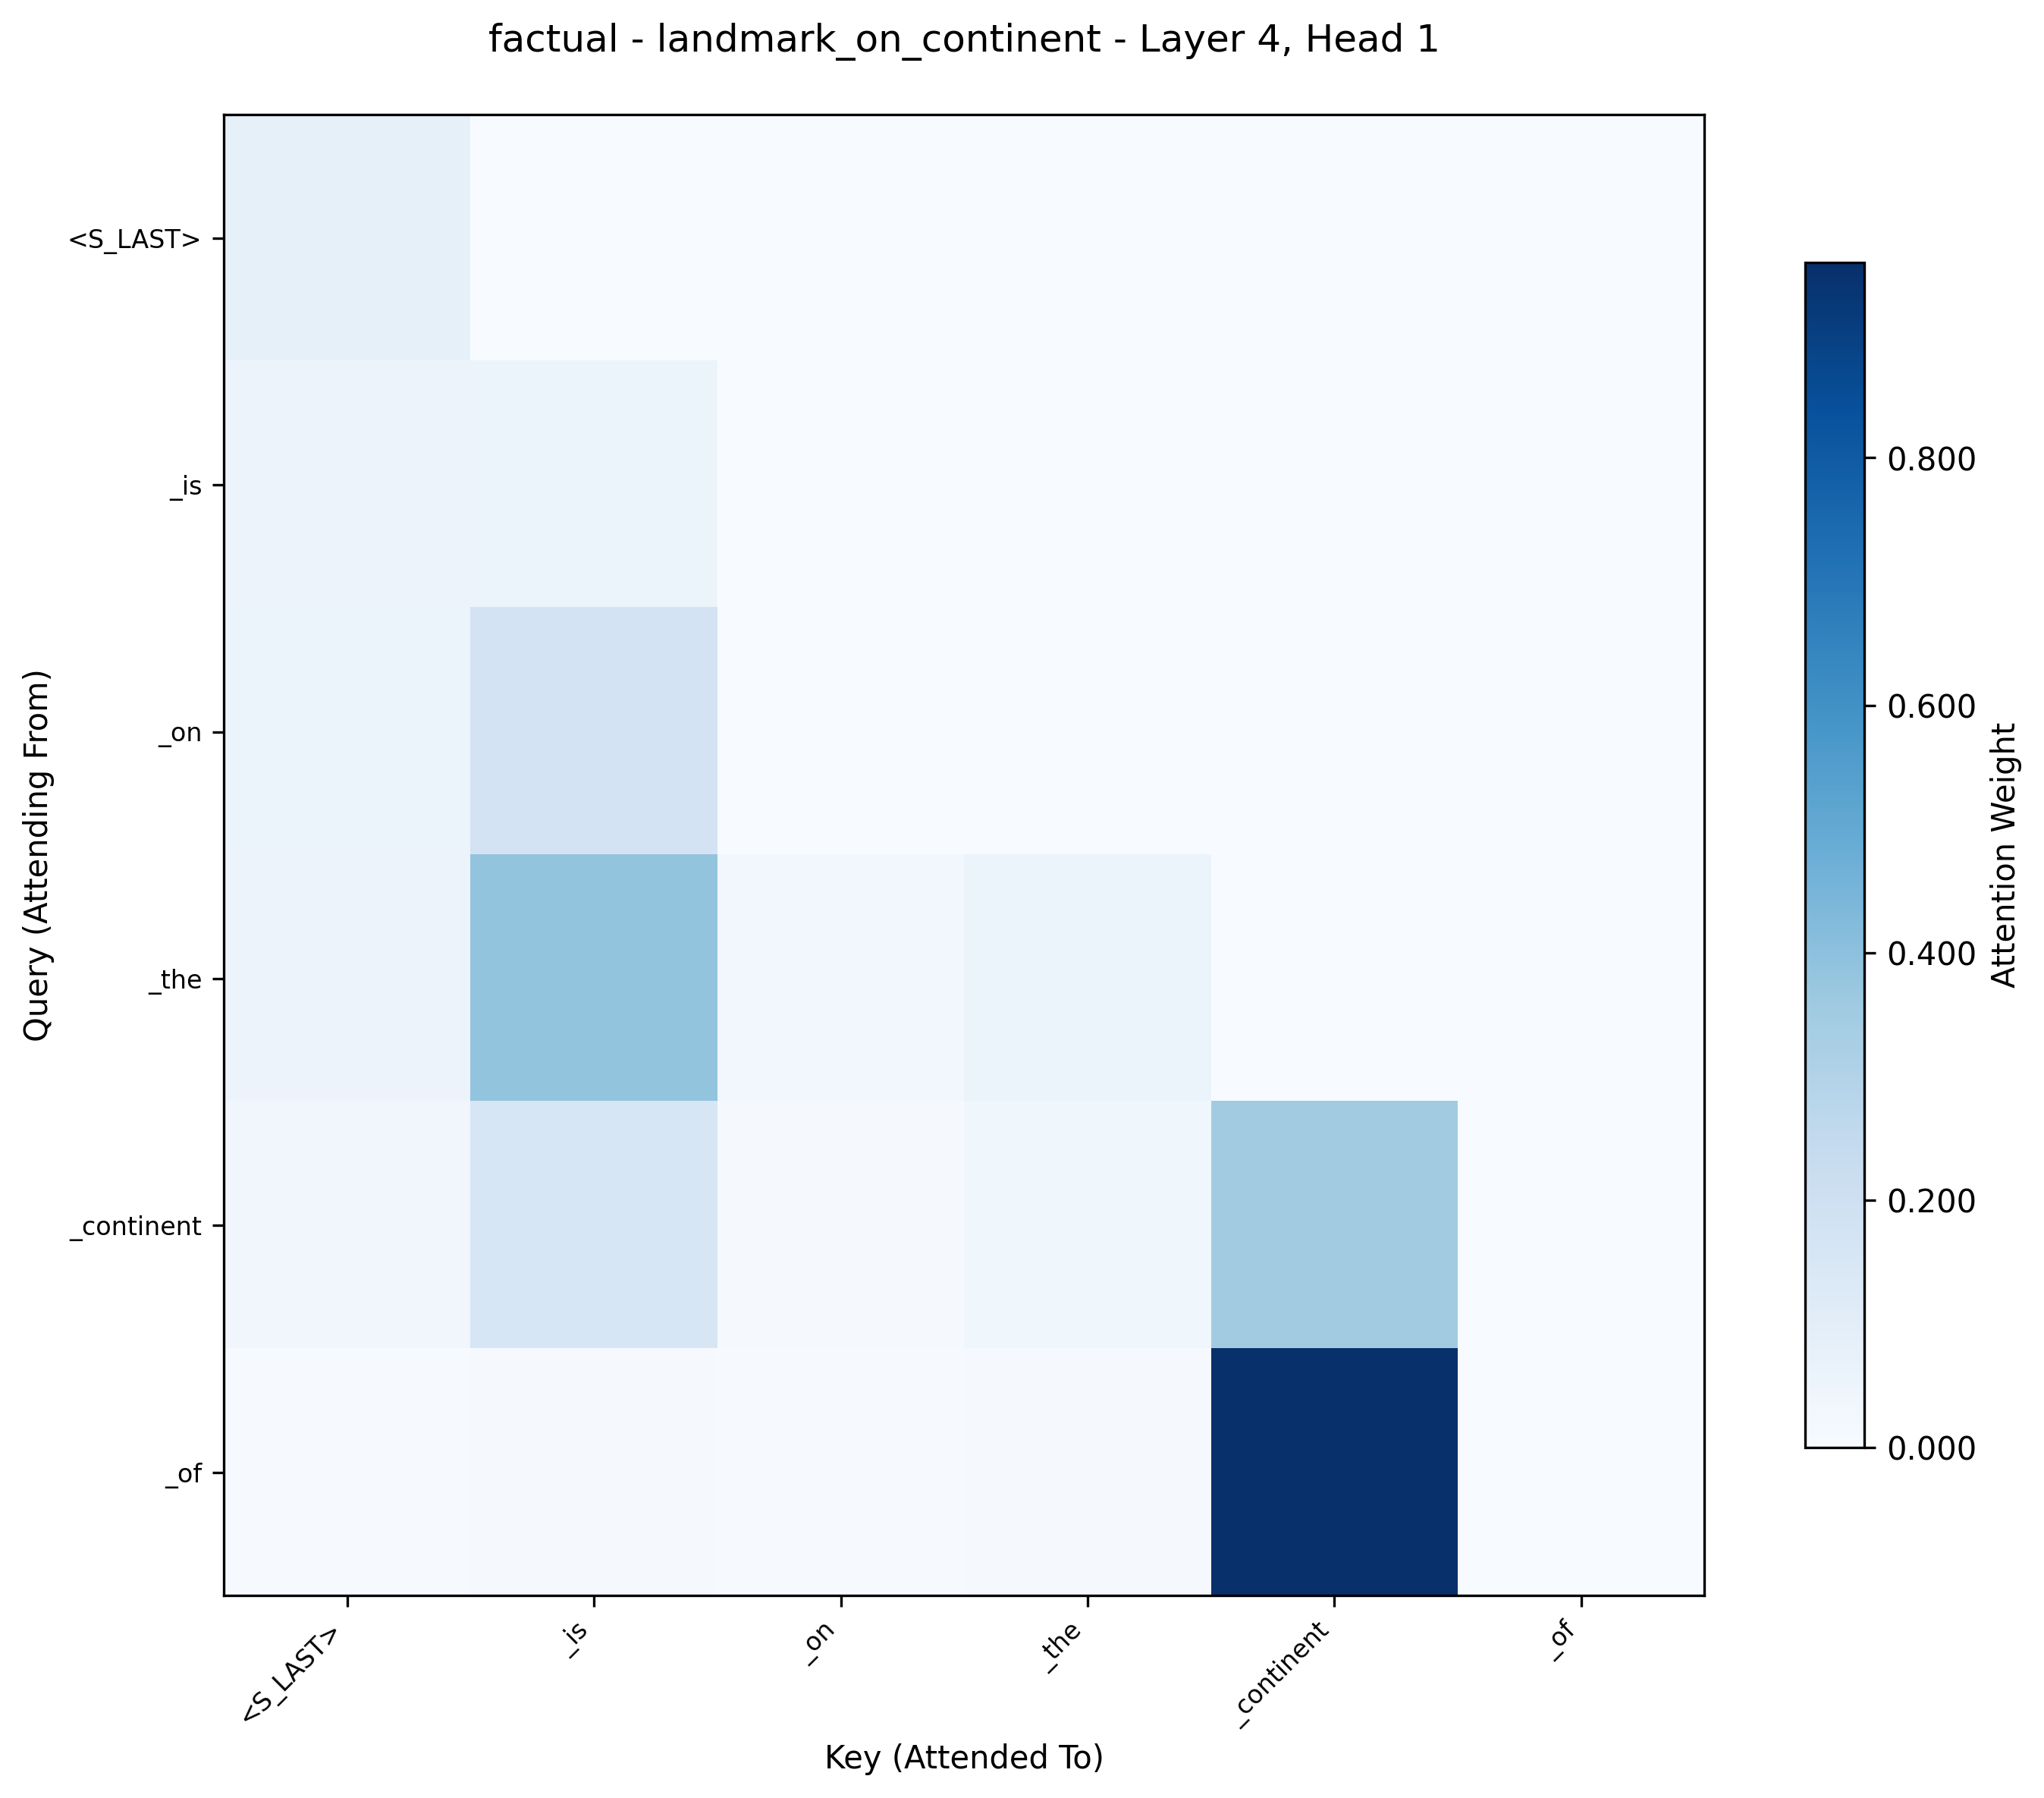 factual - landmark_on_continent - Layer 4, Head 1
Query (Attending From)
<S_LAST>
_is
_on
_the
_continent
_of
<S_LAST>
_is
_on
_the
_continent
_of
Key (Attended To)
0.800
0.600
0.400
0.200
0.000
Attention Weight